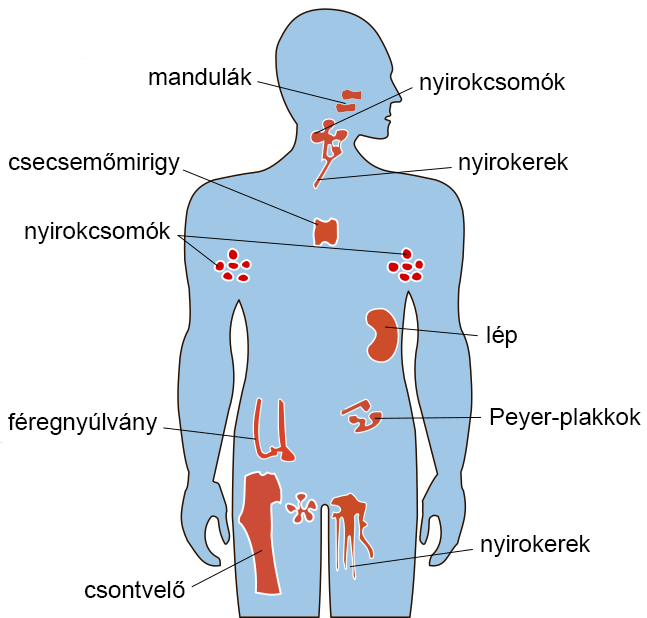 mandulák
nyirokcsomók
csecsemőmirigy
nyirokerek
nyirokcsomók
lép
féregnyúlvány
Peyer-plakkok
nyirokerek
csontvelő